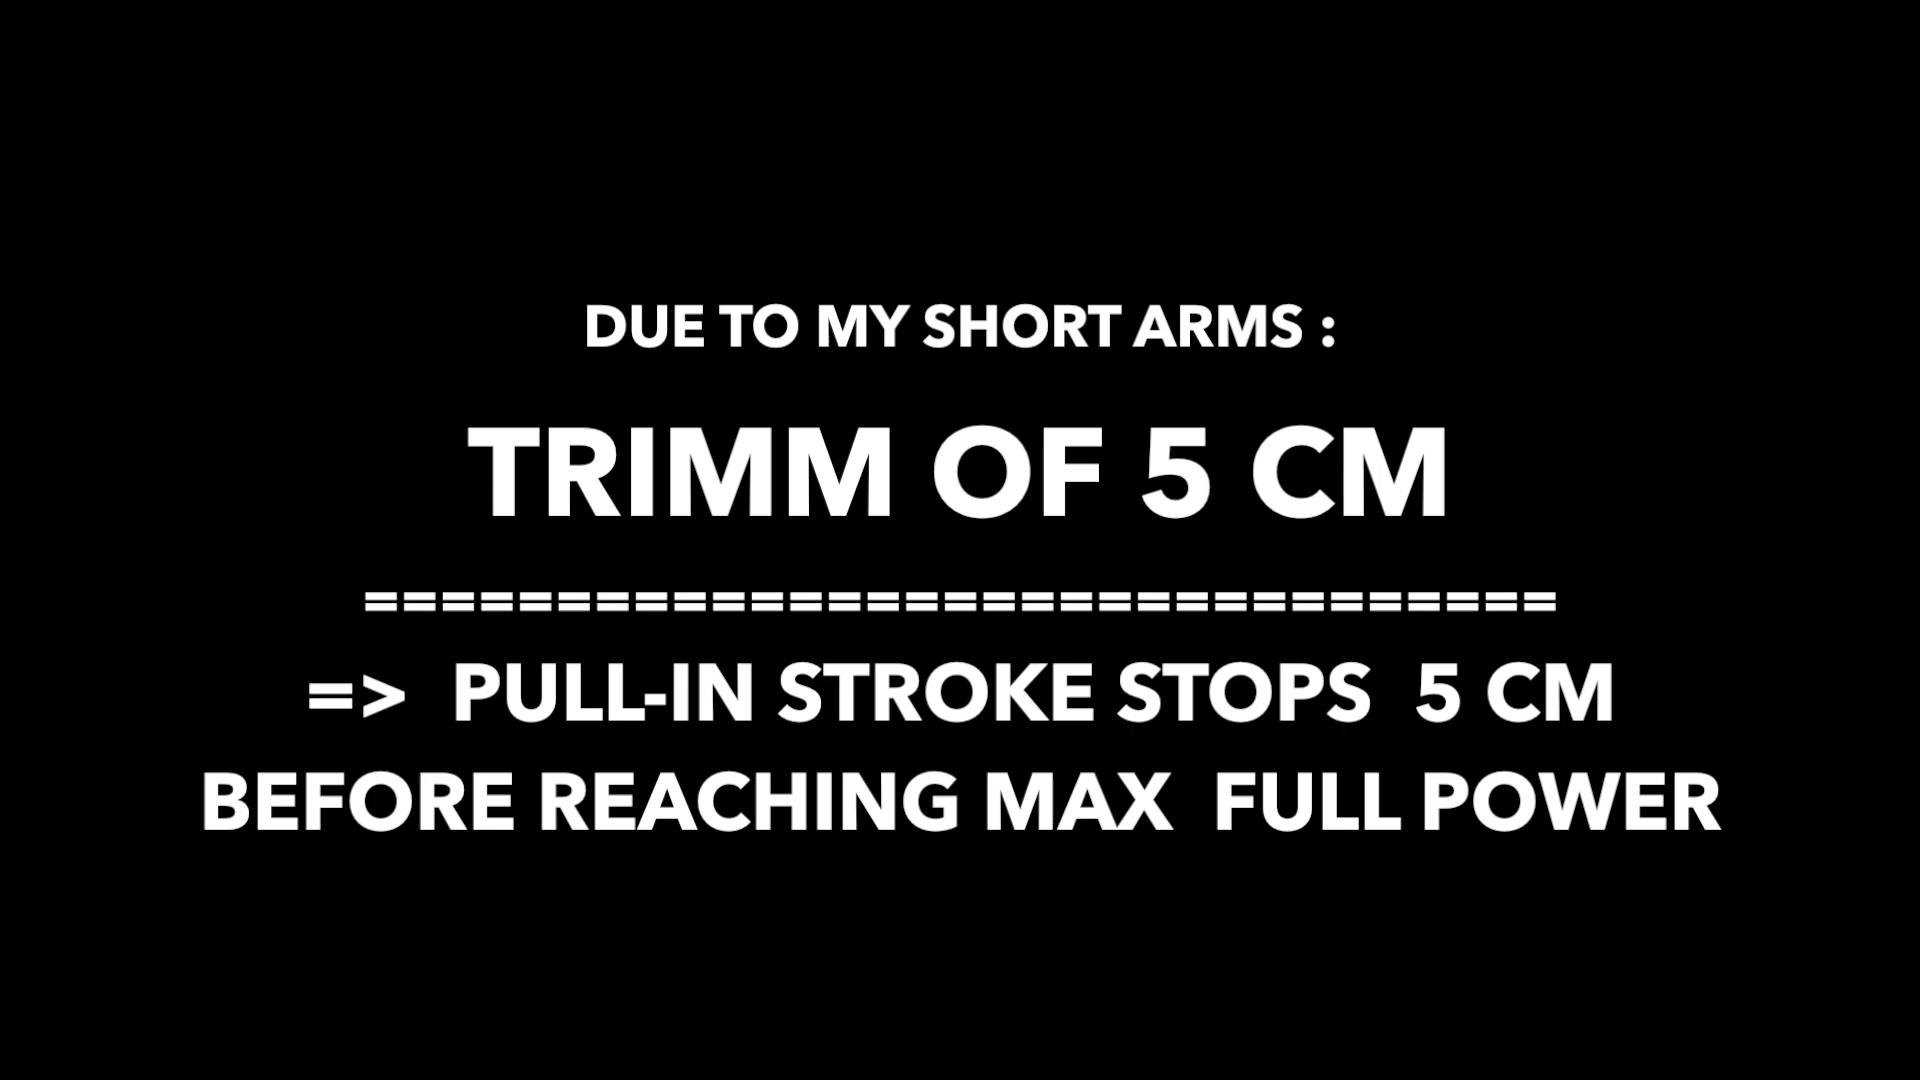 DUE TO MY SHORT ARMS :
TRIMM OF 5 CM
===============================
=>  PULL-IN STROKE STOPS  5 CM
BEFORE REACHING MAX  FULL POWER